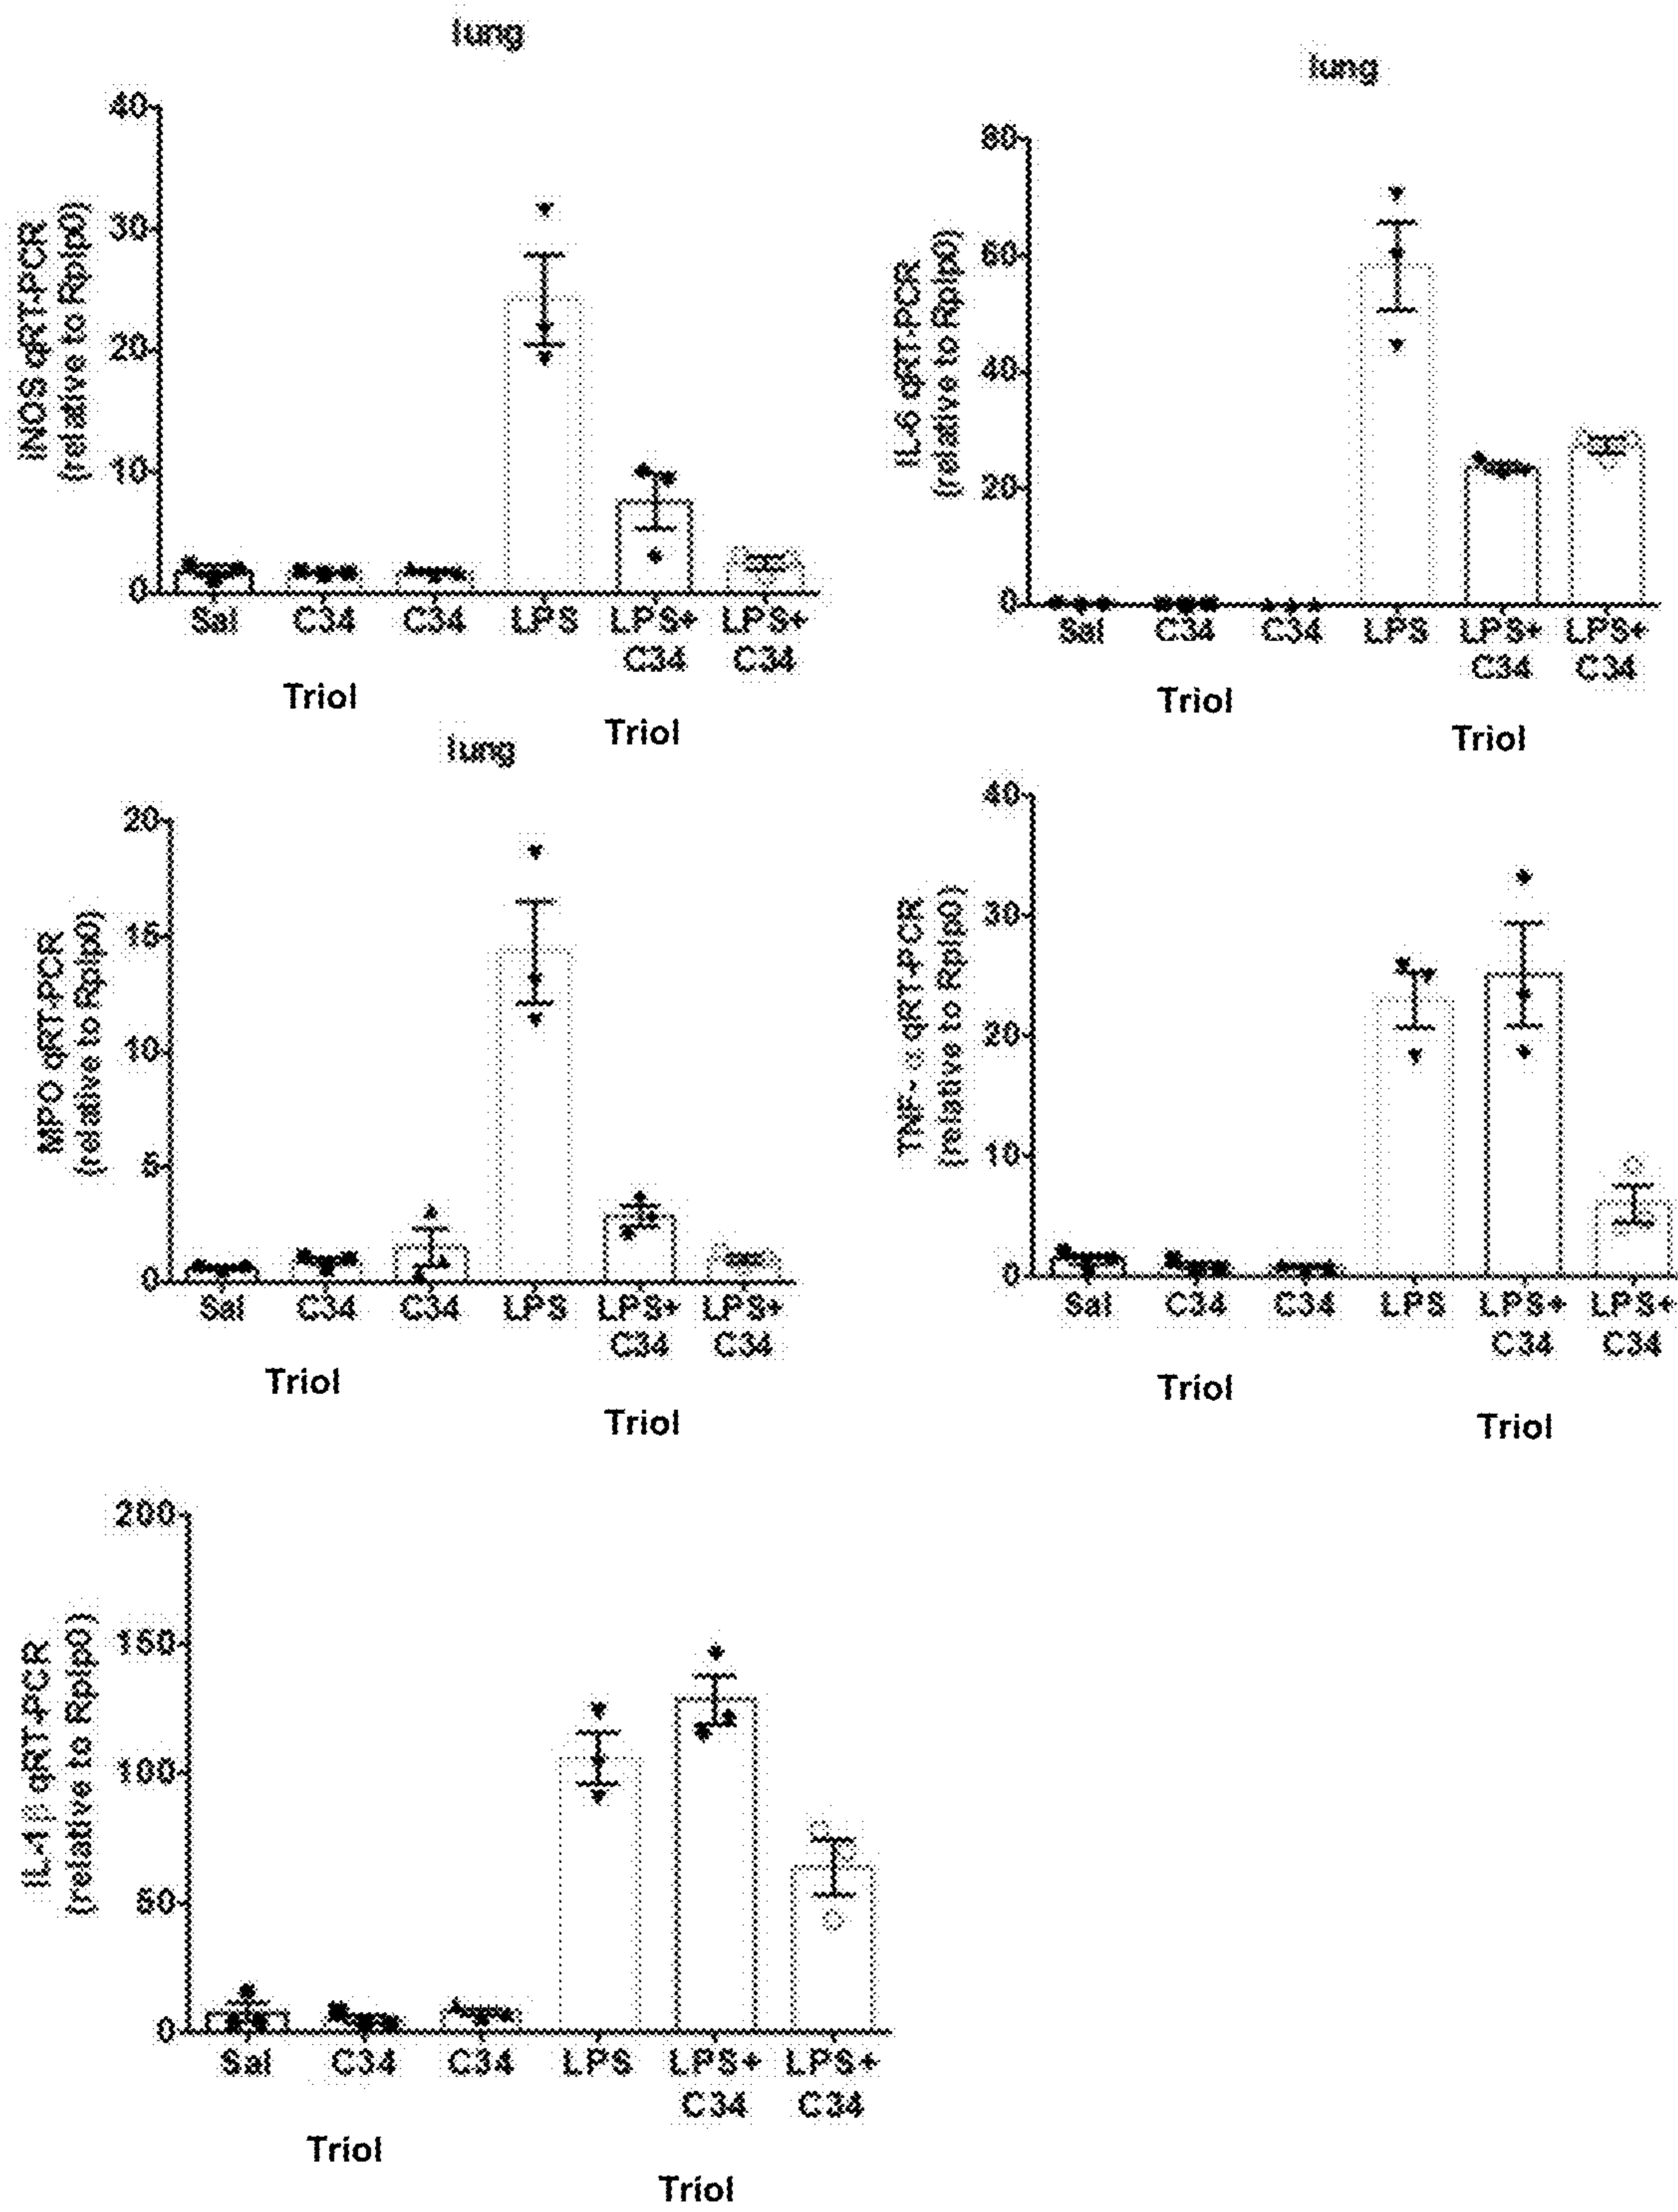 lung
40
30
20
10
0
iNOS qRT-PCR
(relative to Rplp0)
Sal C34 C34 LPS LPS+ LPS+
C34 C34
Triol
Triol
lung
80
60
40
20
0
IL-6 qRT-PCR
(relative to Rplp0)
Sal C34 C34 LPS LPS+ LPS+
C34 C34
Triol
Triol
lung
20
15
10
5
0
MPO qRT-PCR
(relative to Rplp0)
Sal C34 C34 LPS LPS+ LPS+
C34 C34
Triol
Triol
40
30
20
10
0
TNF- α qRT-PCR
(relative to Rplp0)
Sal C34 C34 LPS LPS+ LPS+
C34 C34
Triol
Triol
200
150
100
50
0
IL-1 β qRT-PCR
(relative to Rplp0)
Sal C34 C34 LPS LPS+ LPS+
C34 C34
Triol
Triol